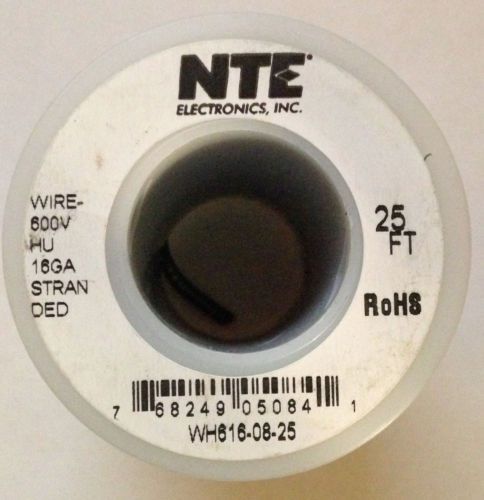 NTE
ELECTRONICS, INC.
WIRE-
600V
HU
16GA
STRAN
DED
25
FT
RoHS
7 68249 05084 1
WH616-08-25